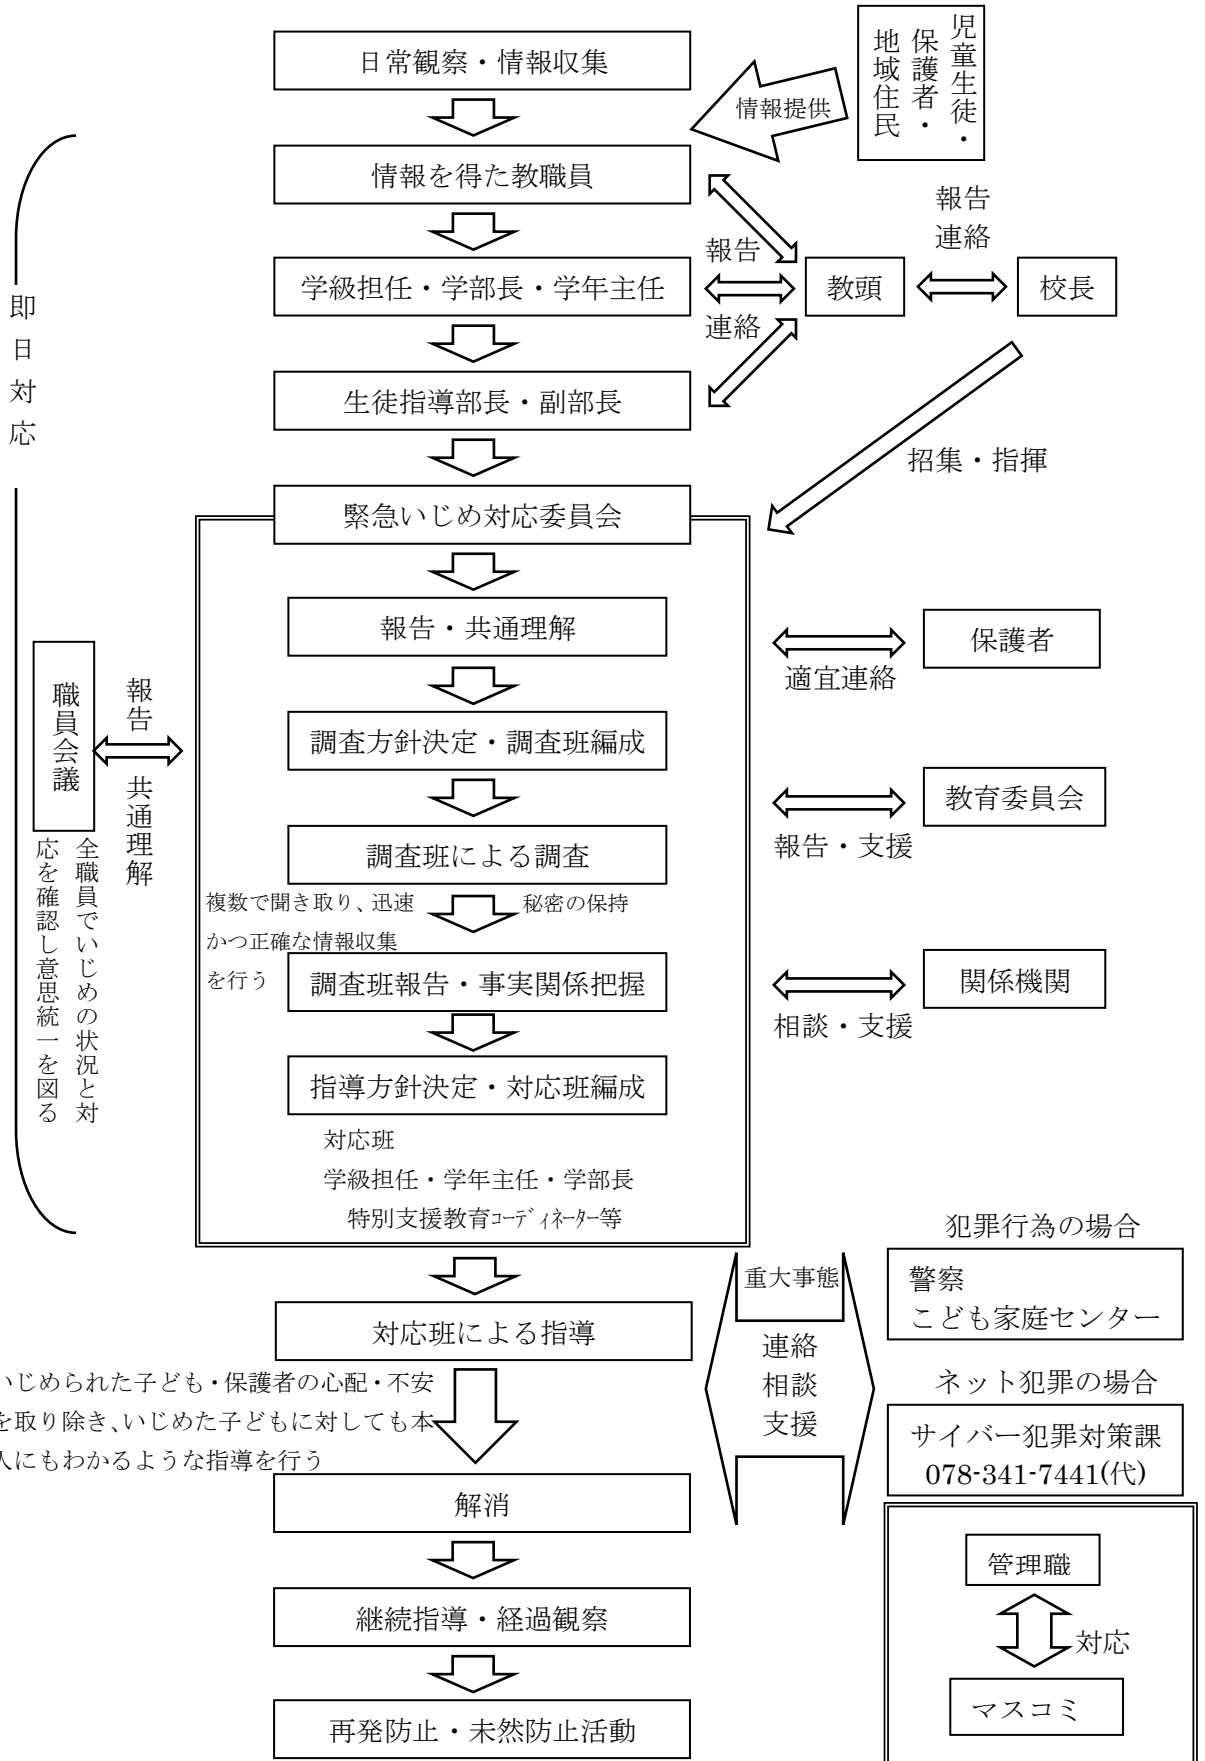 日常観察・情報収集
児童生徒・
保護者・
地域住民
情報提供
情報を得た教職員
報告
連絡
学級担任・学部長・学年主任
報告
連絡
教頭
校長
即日対応
生徒指導部長・副部長
招集・指揮
緊急いじめ対応委員会
報告・共通理解
保護者
適宜連絡
職員会議
報告
共通理解
全職員でいじめの状況と対
応を確認し意思統一を図る
調査方針決定・調査班編成
教育委員会
報告・支援
調査班による調査
複数で聞き取り、迅速
かつ正確な情報収集
を行う
秘密の保持
調査班報告・事実関係把握
関係機関
相談・支援
指導方針決定・対応班編成
対応班
学級担任・学年主任・学部長
特別支援教育ｺｰﾃﾞｨﾈｰﾀｰ等
犯罪行為の場合
警察
こども家庭センター
重大事態
連絡
相談
支援
対応班による指導
いじめられた子ども・保護者の心配・不安
を取り除き、いじめた子どもに対しても本
人にもわかるような指導を行う
ネット犯罪の場合
サイバー犯罪対策課
078-341-7441(代)
解消
管理職
対応
マスコミ
継続指導・経過観察
再発防止・未然防止活動